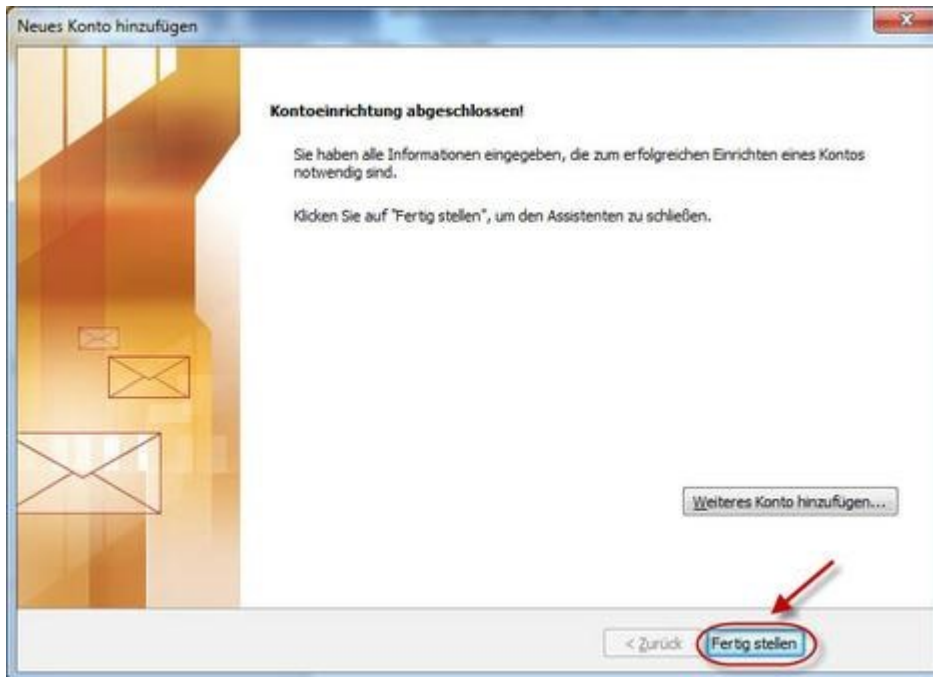 Neues Konto hinzufügen
Kontoeinrichtung abgeschlossen!
Sie haben alle Informationen eingegeben, die zum erfolgreichen Einrichten eines Kontos
notwendig sind.
Klicken Sie auf "Fertig stellen", um den Assistenten zu schließen.
Weiteres Konto hinzufügen...
< Zurück
Fertig stellen